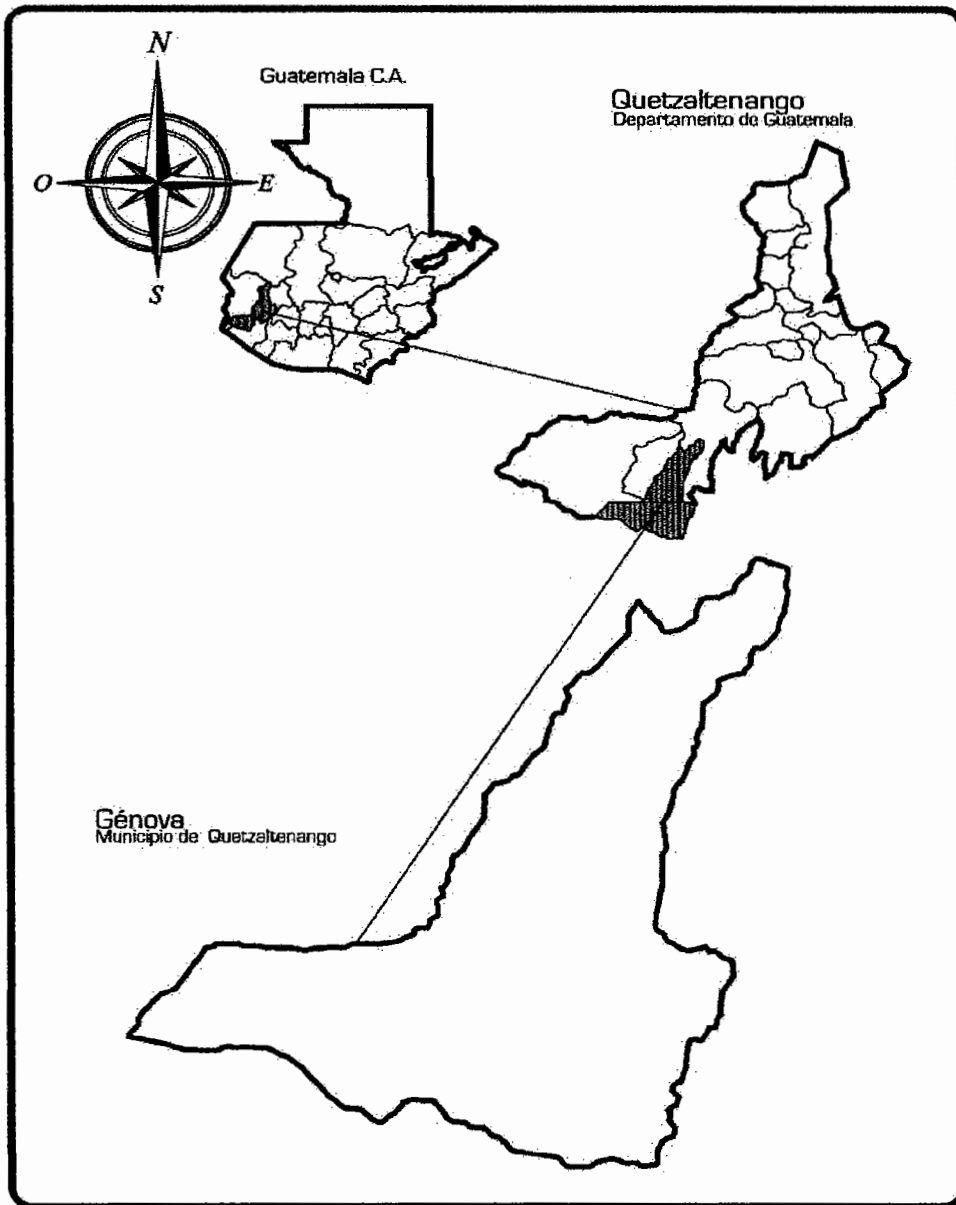 N
Guatemala C.A.
Quetzaltenango
Departamento de Guatemala
O
E
S
Génova
Municipio de Quetzaltenango